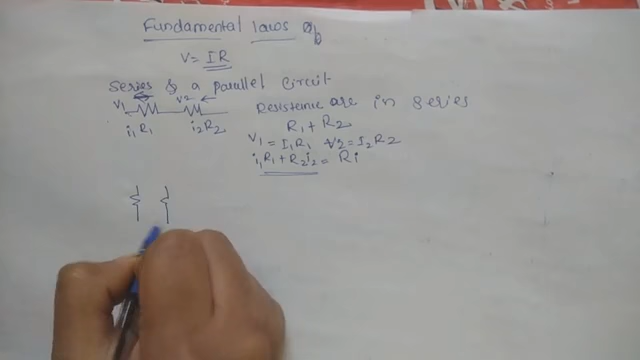 Fundamental laws of
V = IR
Series & a parallel circuit
V1 V2
i1R1 i2R2
Resistance are in series
R1 + R2
V1 = I1R1 V2 = I2R2
i1R1 + R2i2 = Ri